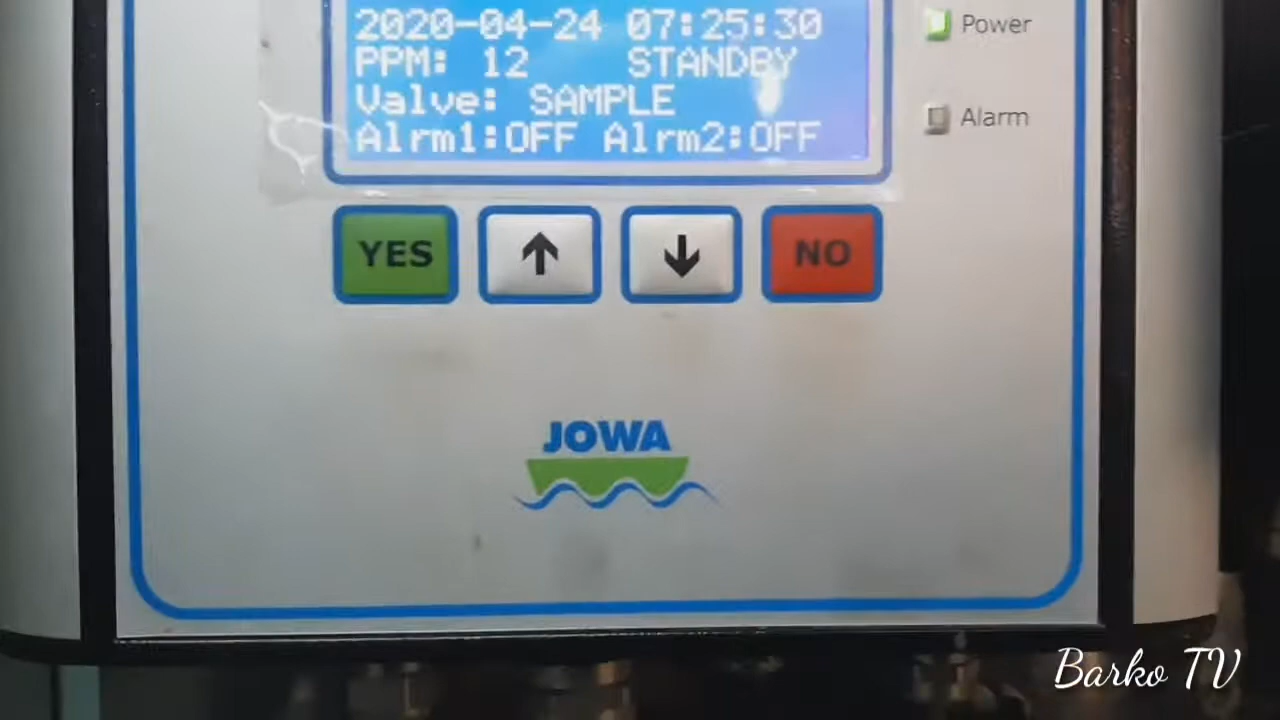 2020-04-24 07:25:30
PPM: 12 STANDBY
Valve: SAMPLE
Alrm1:OFF Alrm2:OFF
Power
Alarm
YES ↑ ↓ NO
JOWA
Barko TV